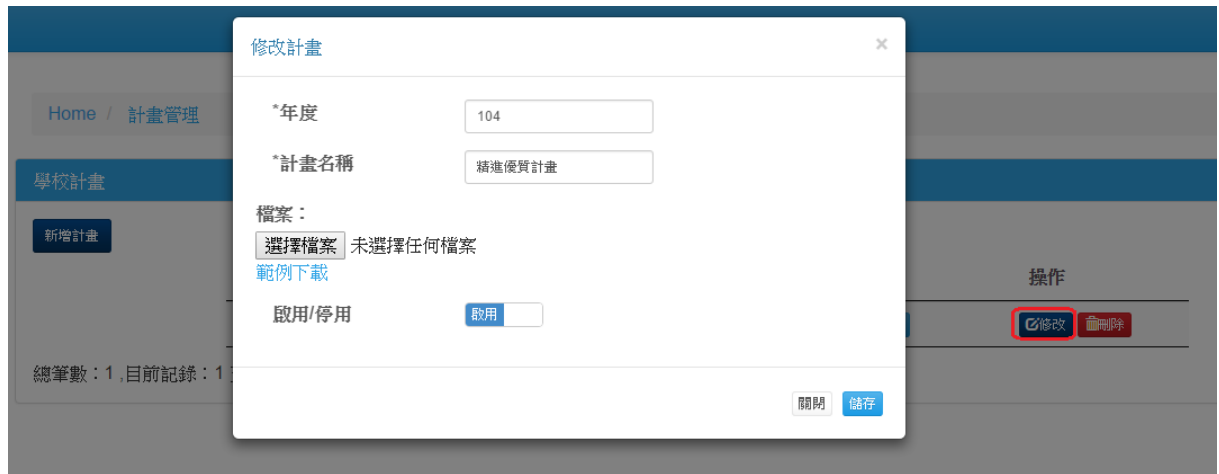 修改計畫
×
Home / 計畫管理
*年度
104
*計畫名稱
精進優質計畫
學校計畫
檔案：
新增計畫
選擇檔案 未選擇任何檔案
範例下載
操作
啟用/停用
啟用
修改 刪除
總筆數：1 ,目前記錄：1
關閉 儲存